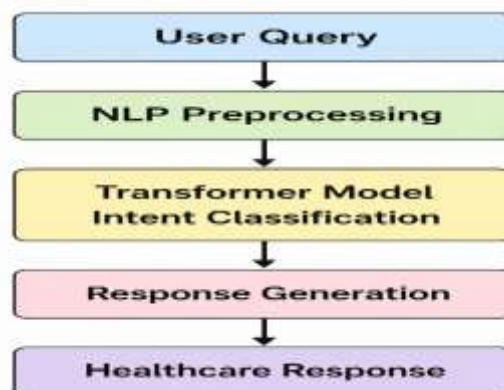 User Query
NLP Preprocessing
Transformer Model
Intent Classification
Response Generation
Healthcare Response